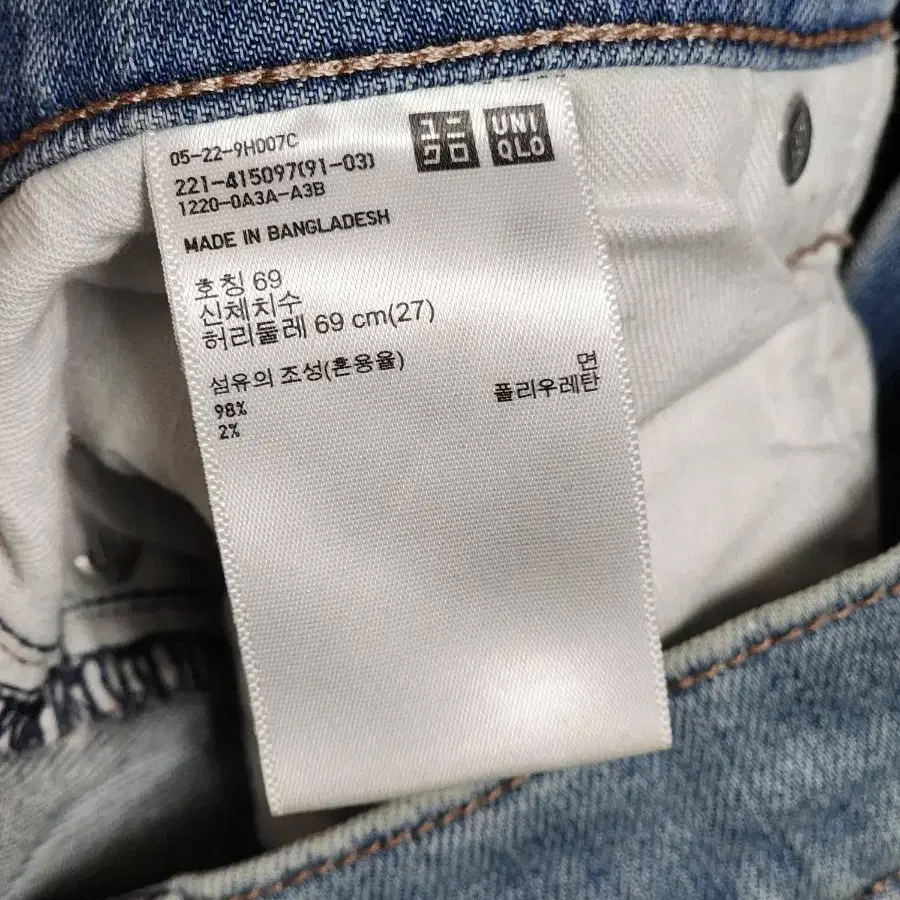 05-22-9H007C
221-415097(91-03)
1220-0A3A-A3B
ユニ
クロ
UNI
QLO
MADE IN BANGLADESH
호칭 69
신체치수
허리둘레 69 cm(27)
섬유의 조성(혼용율)
98% 면
2% 폴리우레탄